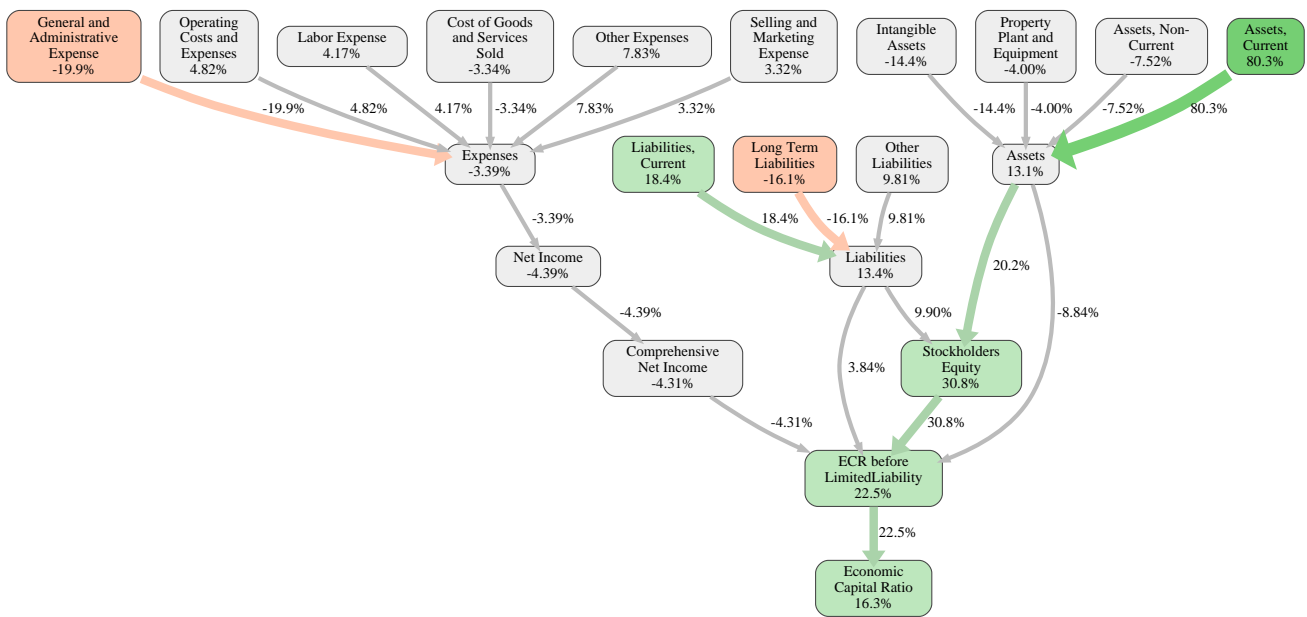 General and
Administrative
Expense
-19.9%
Operating
Costs and
Expenses
4.82%
Labor Expense
4.17%
Cost of Goods
and Services
Sold
-3.34%
Other Expenses
7.83%
Selling and
Marketing
Expense
3.32%
Intangible
Assets
-14.4%
Property
Plant and
Equipment
-4.00%
Assets, Non-
Current
-7.52%
Assets,
Current
80.3%
-19.9%
4.82%
4.17%
-3.34%
7.83%
3.32%
-14.4%
-4.00%
-7.52%
80.3%
Expenses
-3.39%
Liabilities,
Current
18.4%
Long Term
Liabilities
-16.1%
Other
Liabilities
9.81%
Assets
13.1%
-3.39%
18.4%
-16.1%
9.81%
Net Income
-4.39%
Liabilities
13.4%
20.2%
-4.39%
9.90%
-8.84%
Comprehensive
Net Income
-4.31%
3.84%
Stockholders
Equity
30.8%
-4.31%
30.8%
ECR before
LimitedLiability
22.5%
22.5%
Economic
Capital Ratio
16.3%